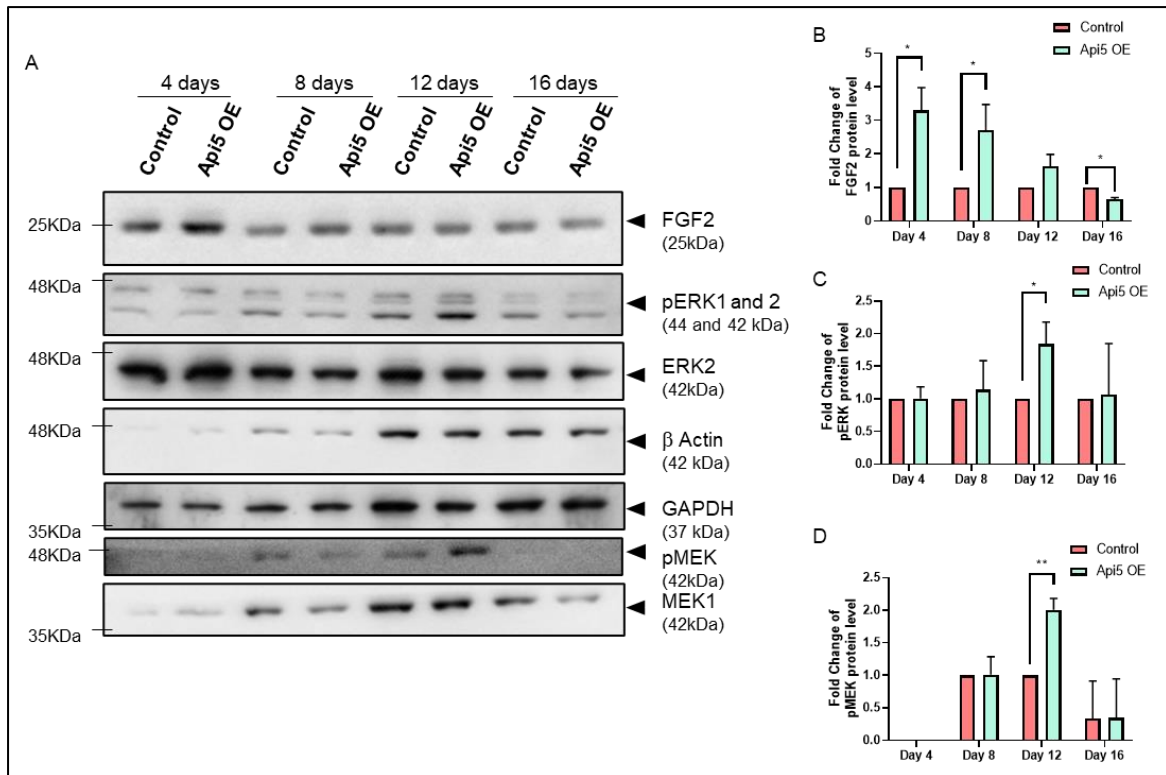 A
4 days 8 days 12 days 16 days
Control Api5 OE Control Api5 OE Control Api5 OE Control Api5 OE
25KDa
FGF2
(25kDa)
48KDa
pERK1 and 2
(44 and 42 kDa)
48KDa
ERK2
(42kDa)
48KDa
β Actin
(42 kDa)
GAPDH
35KDa
(37 kDa)
48KDa
pMEK
(42kDa)
MEK1
35KDa
(42kDa)
B
Control
Api5 OE
Fold Change of
FGF2 protein level
5
4
3
2
1
0
*
*
*
Day 4 Day 8 Day 12 Day 16
C
Control
Api5 OE
Fold Change of
pERK protein level
2.5
2.0
1.5
1.0
0.5
0.0
*
Day 4 Day 8 Day 12 Day 16
D
Control
Api5 OE
Fold Change of
pMEK protein level
2.5
2.0
1.5
1.0
0.5
0.0
**
Day 4 Day 8 Day 12 Day 16